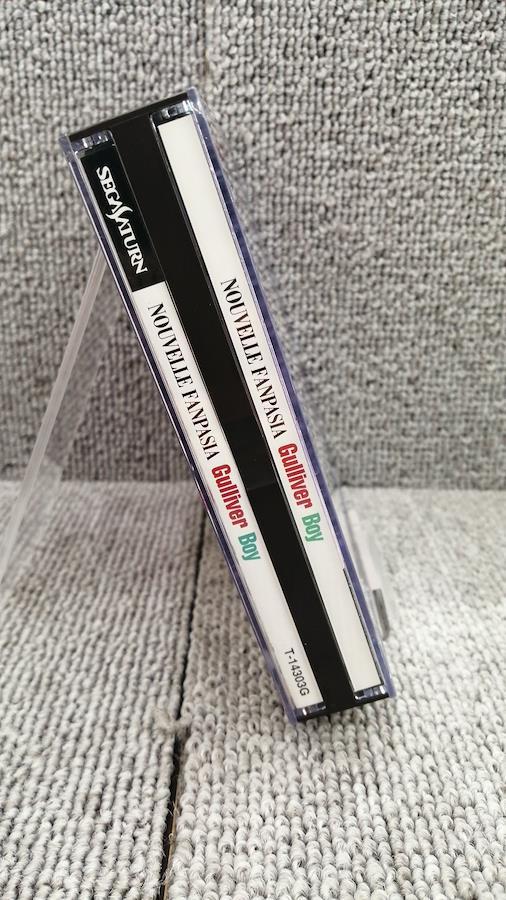 SEGA SATURN
NOUVELLE FANPASIA Gulliver Boy
T-14303G
NOUVELLE FANPASIA Gulliver Boy